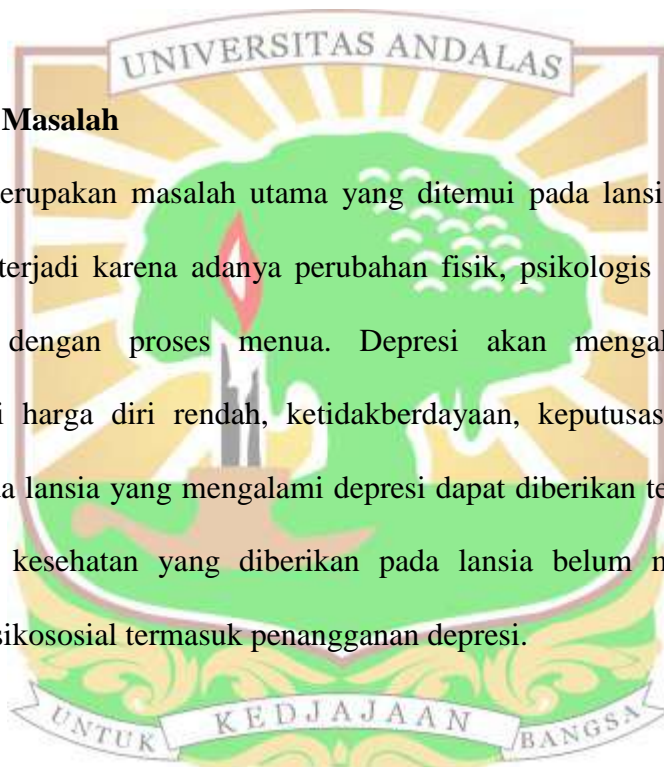 UNIVERSITAS ANDALAS
Masalah
erupakan masalah utama yang ditemui pada lansi
terjadi karena adanya perubahan fisik, psikologis
dengan proses menua. Depresi akan mengal
i harga diri rendah, ketidakberdayaan, keputusas
la lansia yang mengalami depresi dapat diberikan te
kesehatan yang diberikan pada lansia belum m
sikososial termasuk penangganan depresi.
UNTUK KEDJAJAAN BANGSA